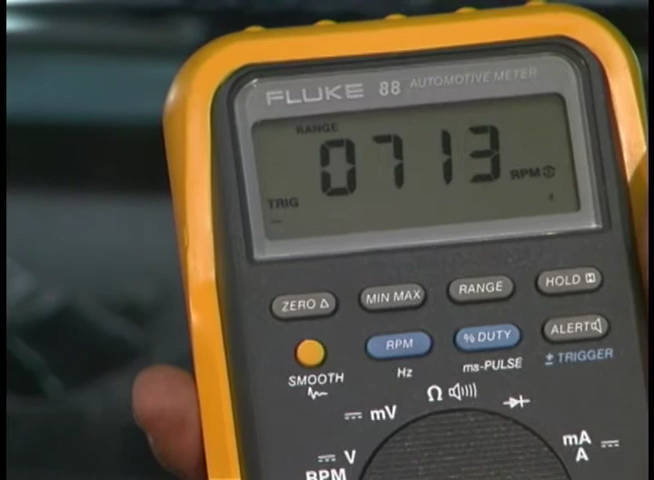 FLUKE 88 AUTOMOTIVE METER
RANGE
0713 RPM
TRIG
ZERO Δ MIN MAX RANGE HOLD H
RPM % DUTY ALERT
SMOOTH Hz ms-PULSE ± TRIGGER
mV Ω
V mA
RPM A